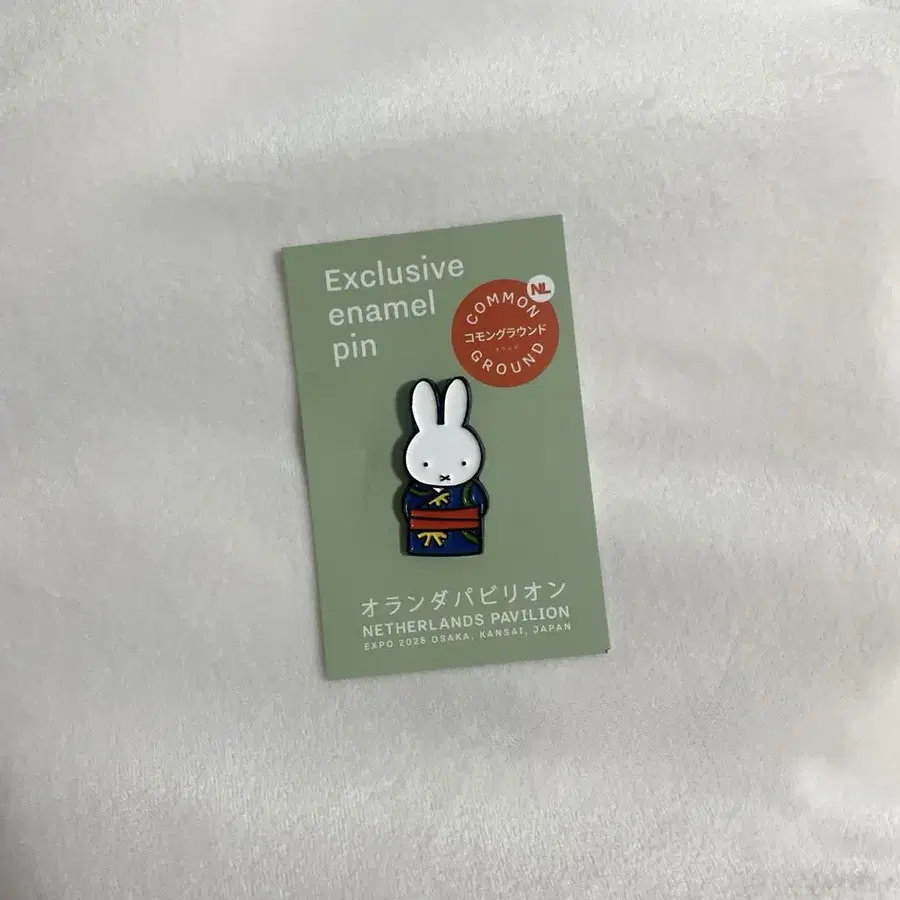 Exclusive
enamel
pin
NL
COMMON
コモングラウンド
GROUND
オランダパビリオン
NETHERLANDS PAVILION
EXPO 2025 OSAKA, KANSAI, JAPAN